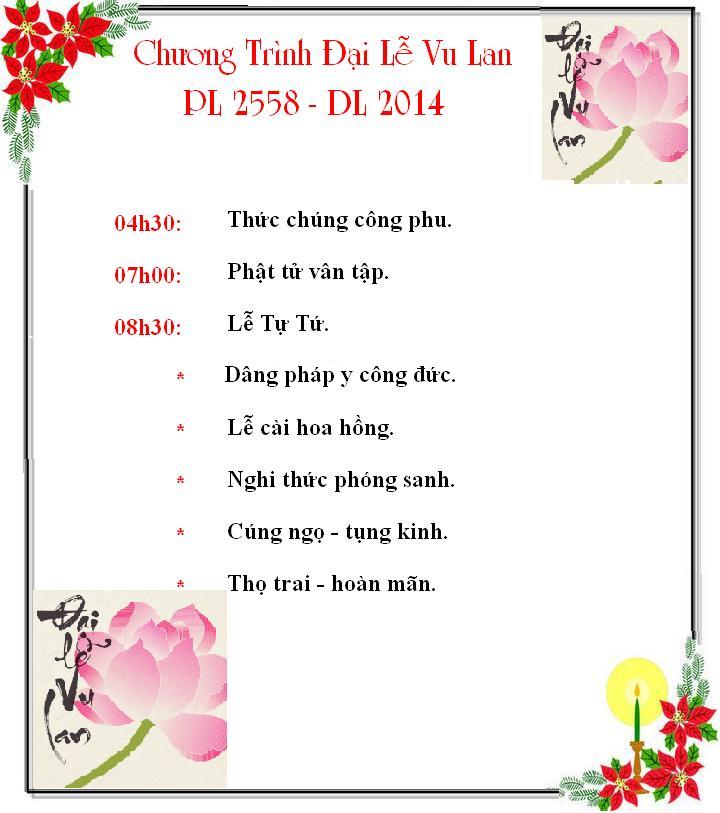 Chương Trình Đại Lễ Vu Lan
PL 2558 - DL 2014
Đại
Lễ
Vu
Lan
04h30: Thức chúng công phu.
07h00: Phật tử vân tập.
08h30: Lễ Tự Tứ.
* Dâng pháp y công đức.
* Lễ cài hoa hồng.
* Nghi thức phóng sanh.
* Cúng ngọ - tụng kinh.
* Thọ trai - hoàn mãn.
Đại
Lễ
Vu
Lan